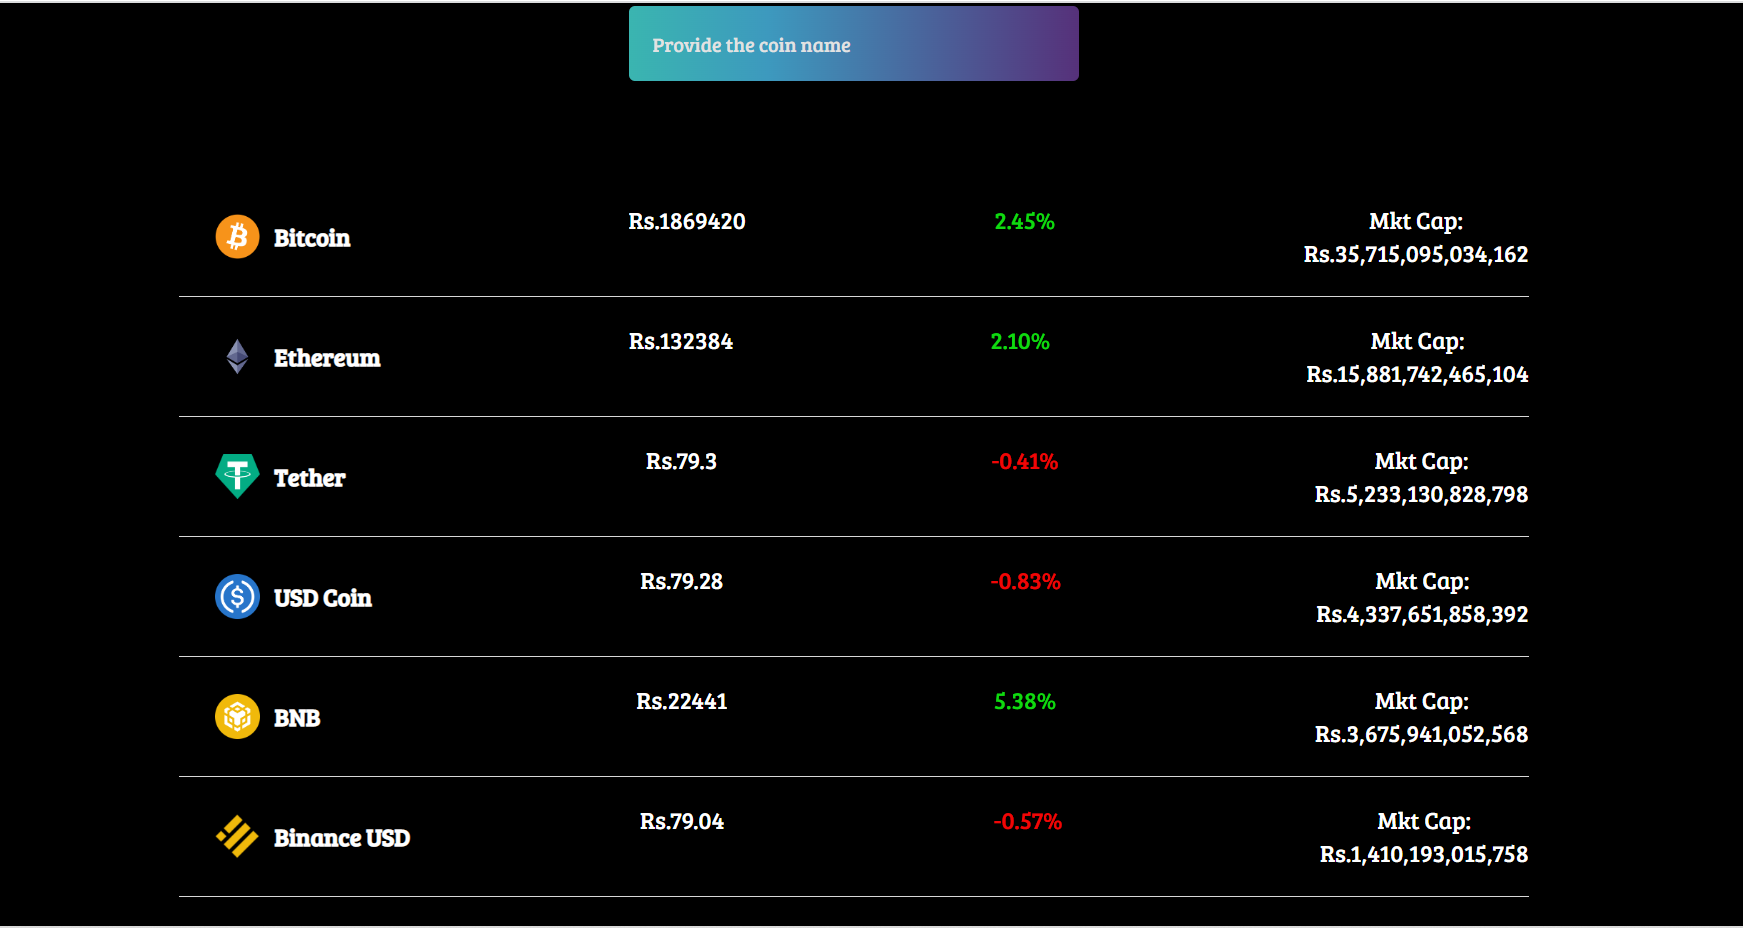 Provide the coin name
Bitcoin
Rs.1869420
2.45%
Mkt Cap:
Rs.35,715,095,034,162
Ethereum
Rs.132384
2.10%
Mkt Cap:
Rs.15,881,742,465,104
Tether
Rs.79.3
-0.41%
Mkt Cap:
Rs.5,233,130,828,798
USD Coin
Rs.79.28
-0.83%
Mkt Cap:
Rs.4,337,651,858,392
BNB
Rs.22441
5.38%
Mkt Cap:
Rs.3,675,941,052,568
Binance USD
Rs.79.04
-0.57%
Mkt Cap:
Rs.1,410,193,015,758